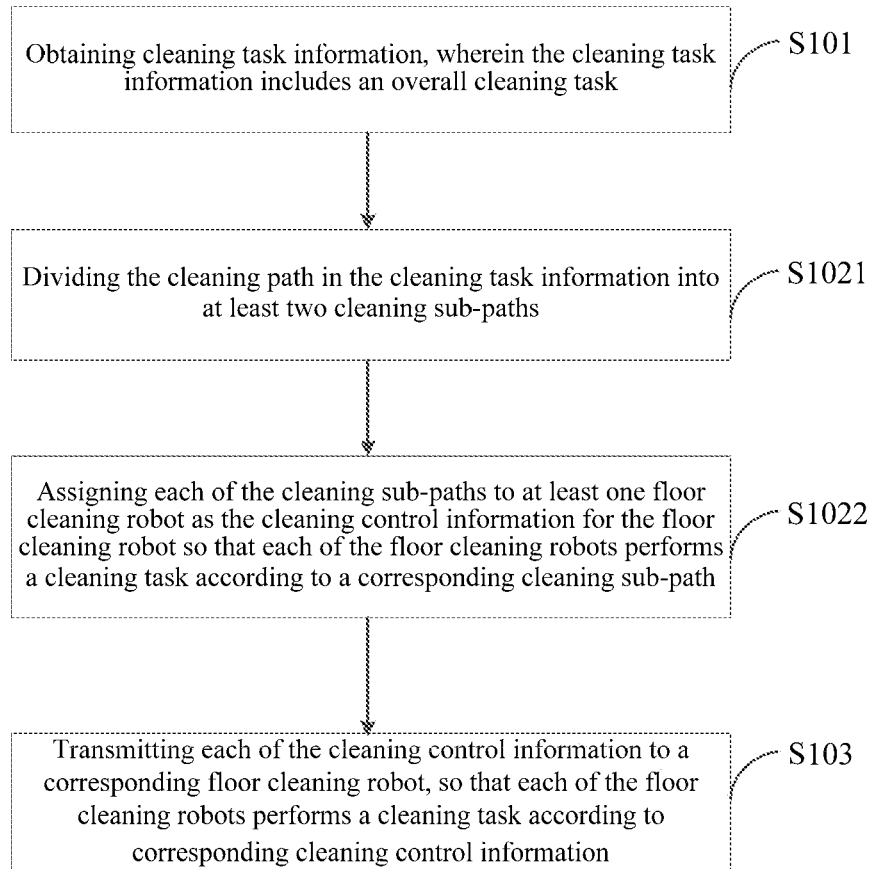 Obtaining cleaning task information, wherein the cleaning task
information includes an overall cleaning task
S101
Dividing the cleaning path in the cleaning task information into
at least two cleaning sub-paths
S1021
Assigning each of the cleaning sub-paths to at least one floor
cleaning robot as the cleaning control information for the floor
cleaning robot so that each of the floor cleaning robots performs
a cleaning task according to a corresponding cleaning sub-path
S1022
Transmitting each of the cleaning control information to a
corresponding floor cleaning robot, so that each of the floor
cleaning robots performs a cleaning task according to
corresponding cleaning control information
S103